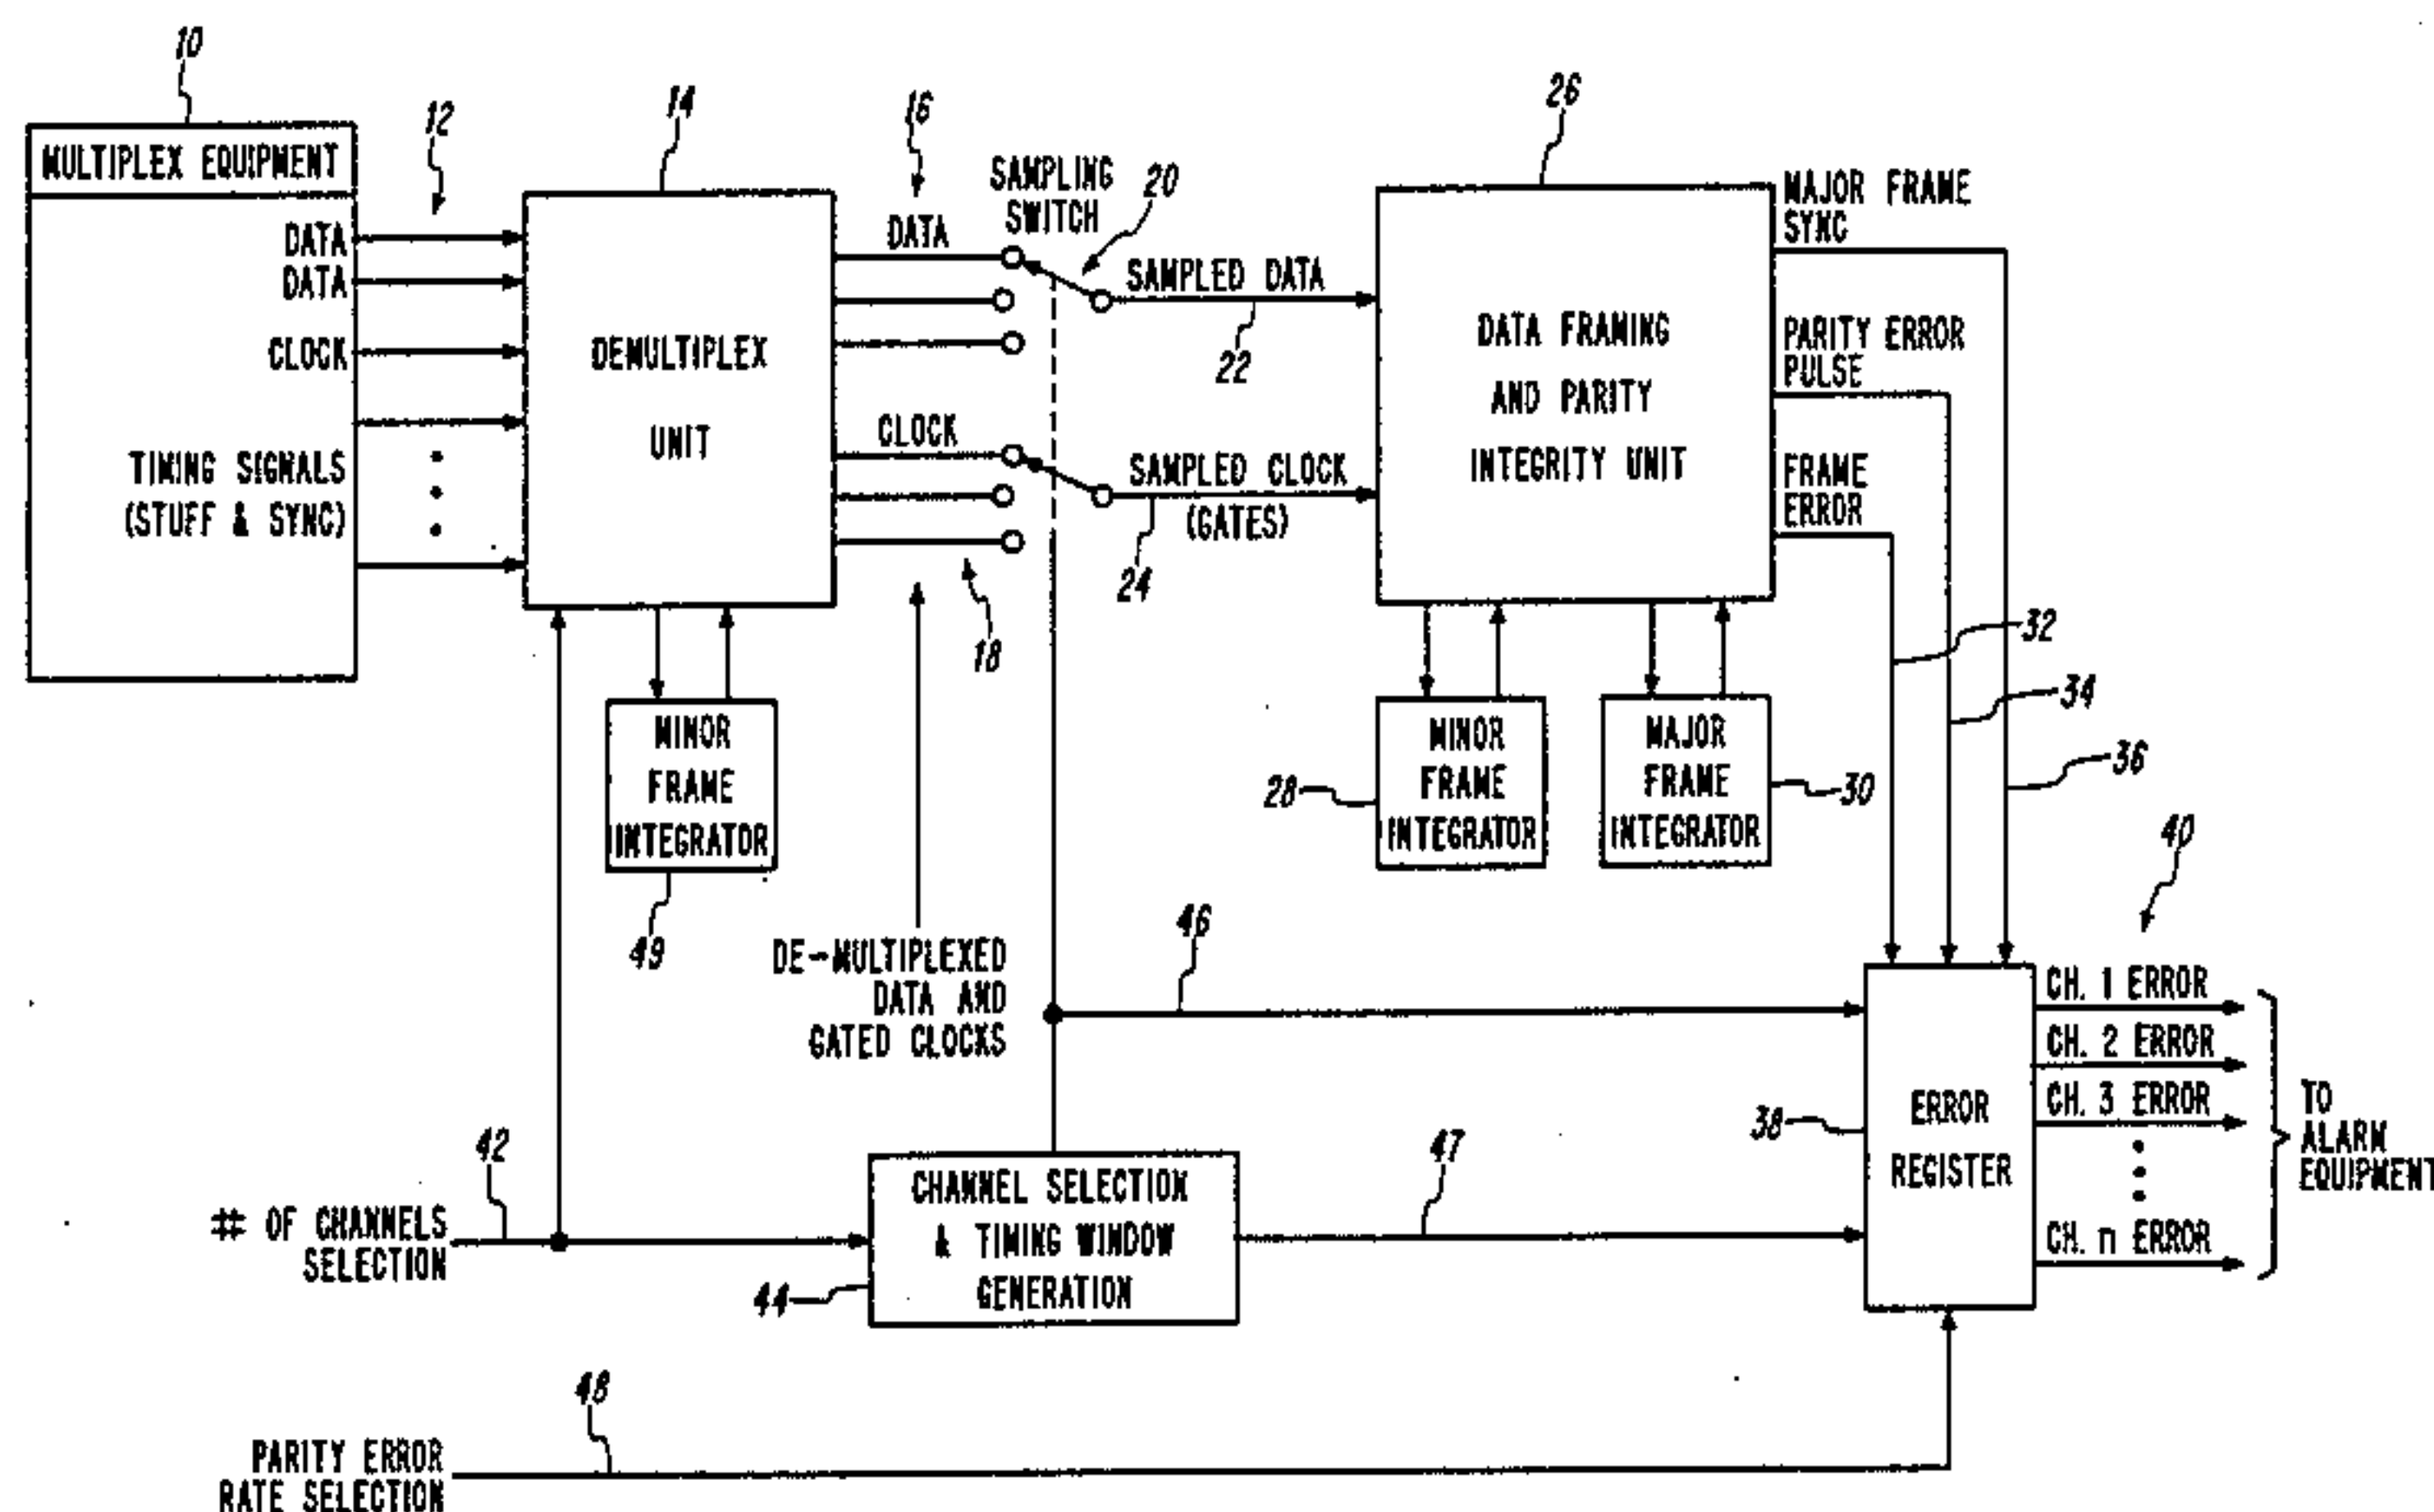 10
MULTIPLEX EQUIPMENT
12
DATA
DATA
CLOCK
TIMING SIGNALS
(STUFF & SYNC)
14
DEMULTIPLEX
UNIT
16
DATA
CLOCK
18
SAMPLING
SWITCH
20
SAMPLED DATA
22
SAMPLED CLOCK
(GATES)
24
26
DATA FRAMING
AND PARITY
INTEGRITY UNIT
MAJOR FRAME
SYNC
PARITY ERROR
PULSE
FRAME
ERROR
32
34
36
MINOR
FRAME
INTEGRATOR
49
DE-MULTIPLEXED
DATA AND
GATED CLOCKS
28
MINOR
FRAME
INTEGRATOR
MAJOR
FRAME
INTEGRATOR
30
40
46
38
ERROR
REGISTER
CH. 1 ERROR
CH. 2 ERROR
CH. 3 ERROR
CH. n ERROR
TO
ALARM
EQUIPMENT
42
# OF CHANNELS
SELECTION
44
CHANNEL SELECTION
& TIMING WINDOW
GENERATION
47
48
PARITY ERROR
RATE SELECTION